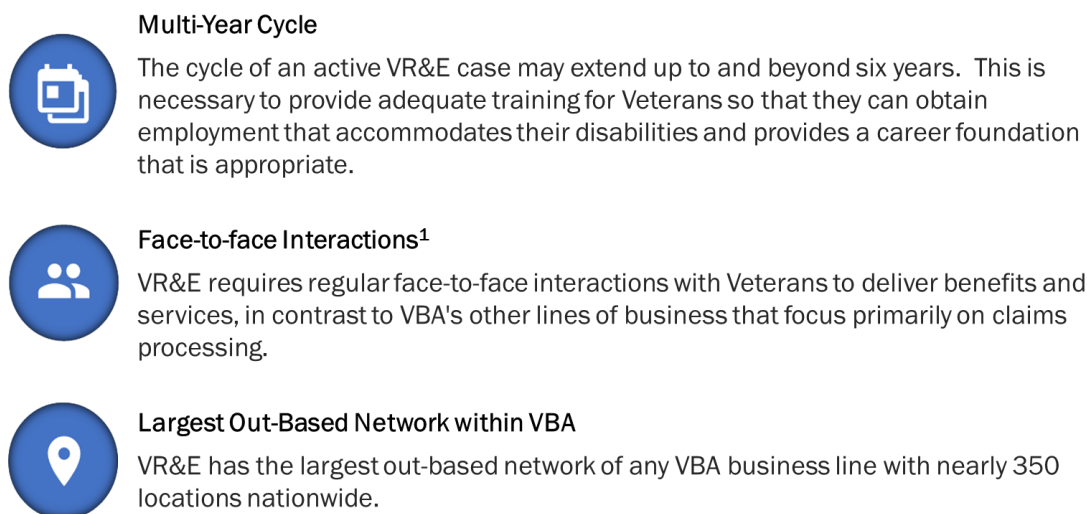 Multi-Year Cycle
The cycle of an active VR&E case may extend up to and beyond six years.  This is
necessary to provide adequate training for Veterans so that they can obtain
employment that accommodates their disabilities and provides a career foundation
that is appropriate.
Face-to-face Interactions¹
VR&E requires regular face-to-face interactions with Veterans to deliver benefits and
services, in contrast to VBA's other lines of business that focus primarily on claims
processing.
Largest Out-Based Network within VBA
VR&E has the largest out-based network of any VBA business line with nearly 350
locations nationwide.